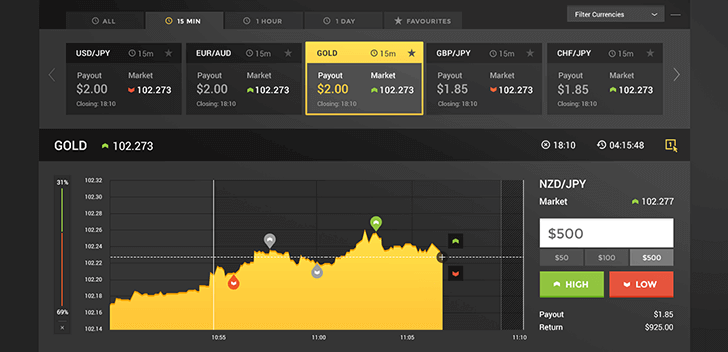 ALL 15 MIN 1 HOUR 1 DAY FAVOURITES Filter Currencies
USD/JPY 15m EUR/AUD 15m GOLD 15m GBP/JPY 15m CHF/JPY 15m
Payout Market Payout Market Payout Market Payout Market Payout Market
$2.00 102.273 $2.00 102.273 $2.00 102.273 $1.85 102.273 $1.85 102.273
Closing: 18:10 Closing: 18:10 Closing: 18:10 Closing: 18:10 Closing: 18:10
GOLD 102.273 18:10 04:15:48 1
31%
69%
×
102.32
102.28
102.26
102.24
102.22
102.20
102.18
102.16
102.14
10:55 11:00 11:05 11:10
NZD/JPY
Market 102.277
$500
$50 $100 $500
HIGH LOW
Payout $1.85
Return $925.00